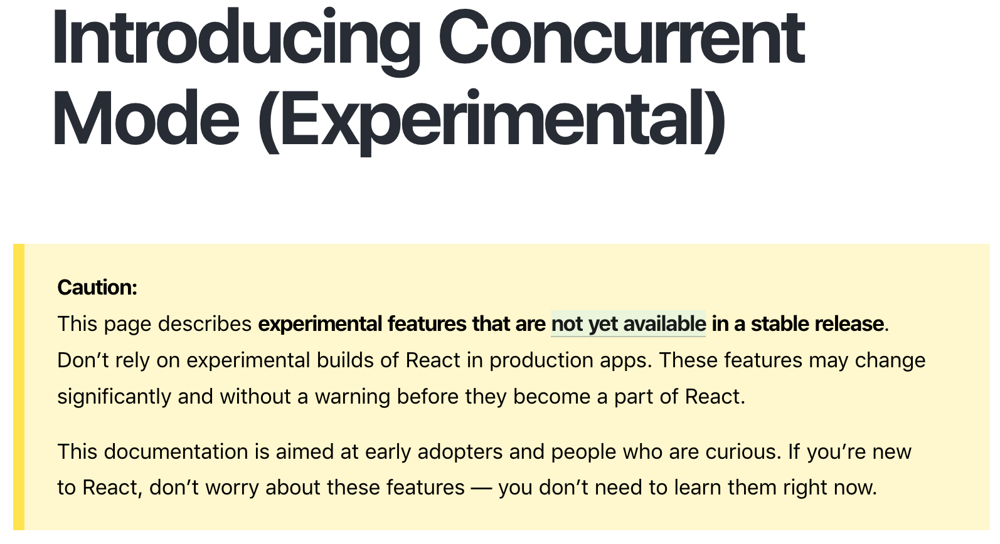 Introducing Concurrent
Mode (Experimental)
Caution:
This page describes experimental features that are not yet available in a stable release.
Don’t rely on experimental builds of React in production apps. These features may change
significantly and without a warning before they become a part of React.
This documentation is aimed at early adopters and people who are curious. If you’re new
to React, don’t worry about these features — you don’t need to learn them right now.